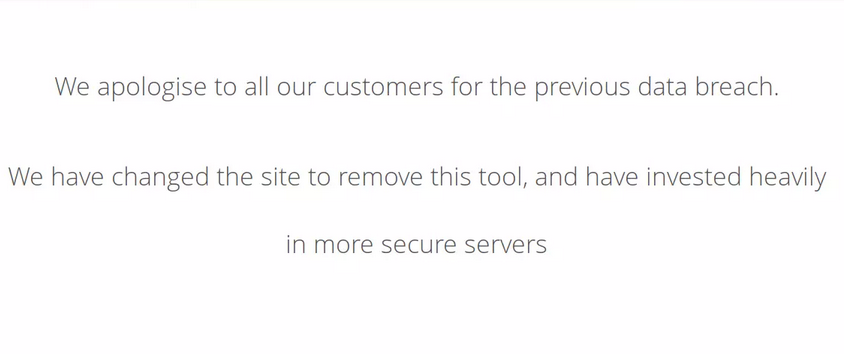 We apologise to all our customers for the previous data breach.
We have changed the site to remove this tool, and have invested heavily
in more secure servers